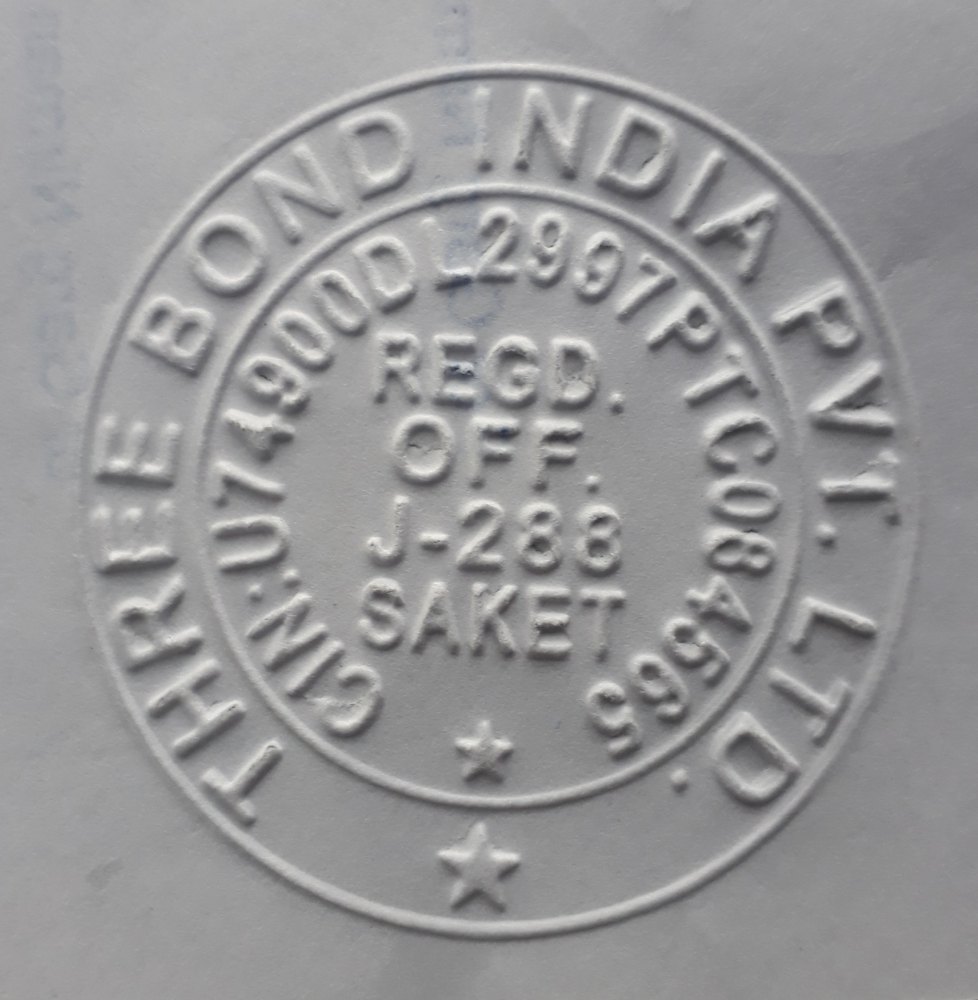 THREE BOND INDIA PVT. LTD.
CIN:U74900DL2997PTC084565
REGD.
OFF.
J-288
SAKET